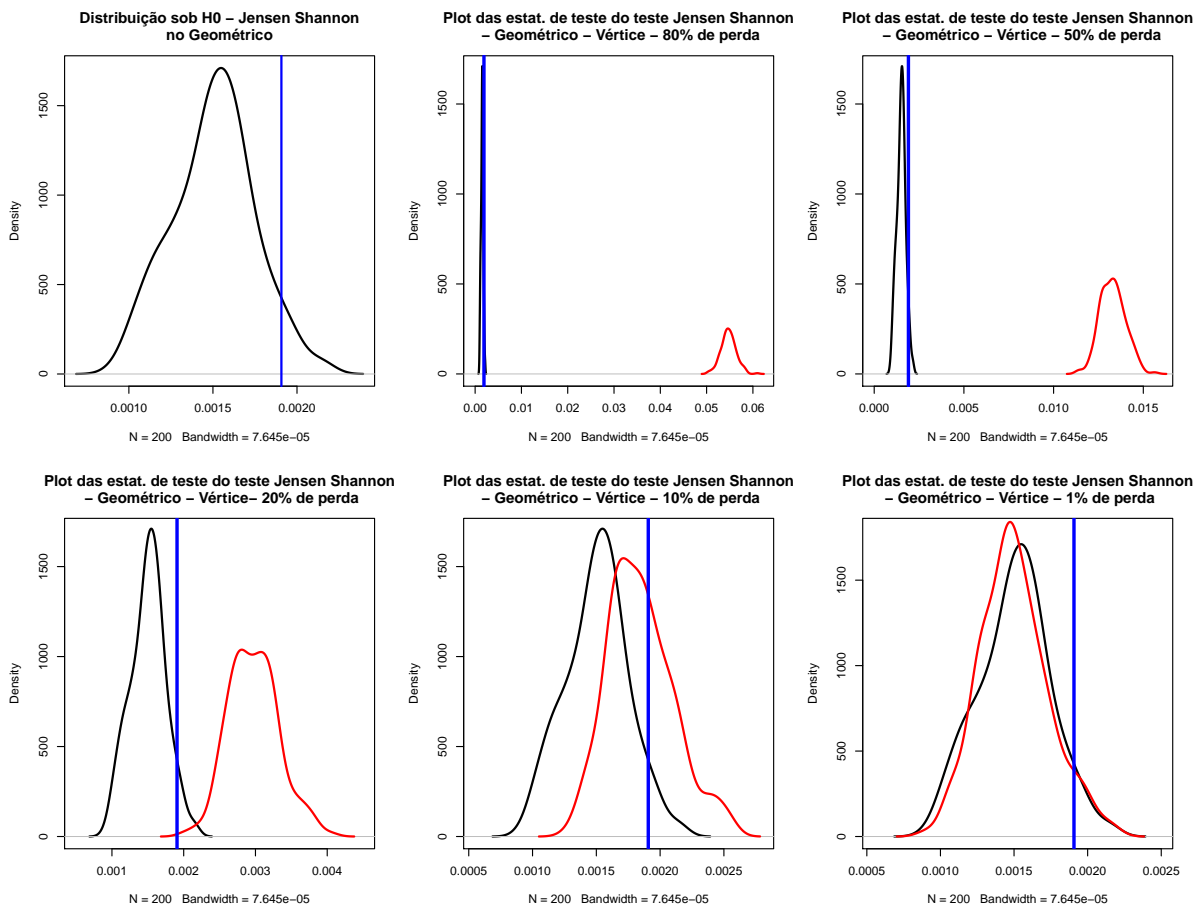 Distribuição sob H0 − Jensen Shannon
no Geométrico
Density
1500
1000
500
0
0.0010 0.0015 0.0020
N = 200 Bandwidth = 7.645e−05
Plot das estat. de teste do teste Jensen Shannon
− Geométrico − Vértice − 80% de perda
Density
1500
1000
500
0
0.00 0.01 0.02 0.03 0.04 0.05 0.06
N = 200 Bandwidth = 7.645e−05
Plot das estat. de teste do teste Jensen Shannon
− Geométrico − Vértice − 50% de perda
Density
1500
1000
500
0
0.000 0.005 0.010 0.015
N = 200 Bandwidth = 7.645e−05
Plot das estat. de teste do teste Jensen Shannon
− Geométrico − Vértice− 20% de perda
Density
1500
1000
500
0
0.001 0.002 0.003 0.004
N = 200 Bandwidth = 7.645e−05
Plot das estat. de teste do teste Jensen Shannon
− Geométrico − Vértice − 10% de perda
Density
1500
1000
500
0
0.0005 0.0010 0.0015 0.0020 0.0025
N = 200 Bandwidth = 7.645e−05
Plot das estat. de teste do teste Jensen Shannon
− Geométrico − Vértice − 1% de perda
Density
1500
1000
500
0
0.0005 0.0010 0.0015 0.0020 0.0025
N = 200 Bandwidth = 7.645e−05